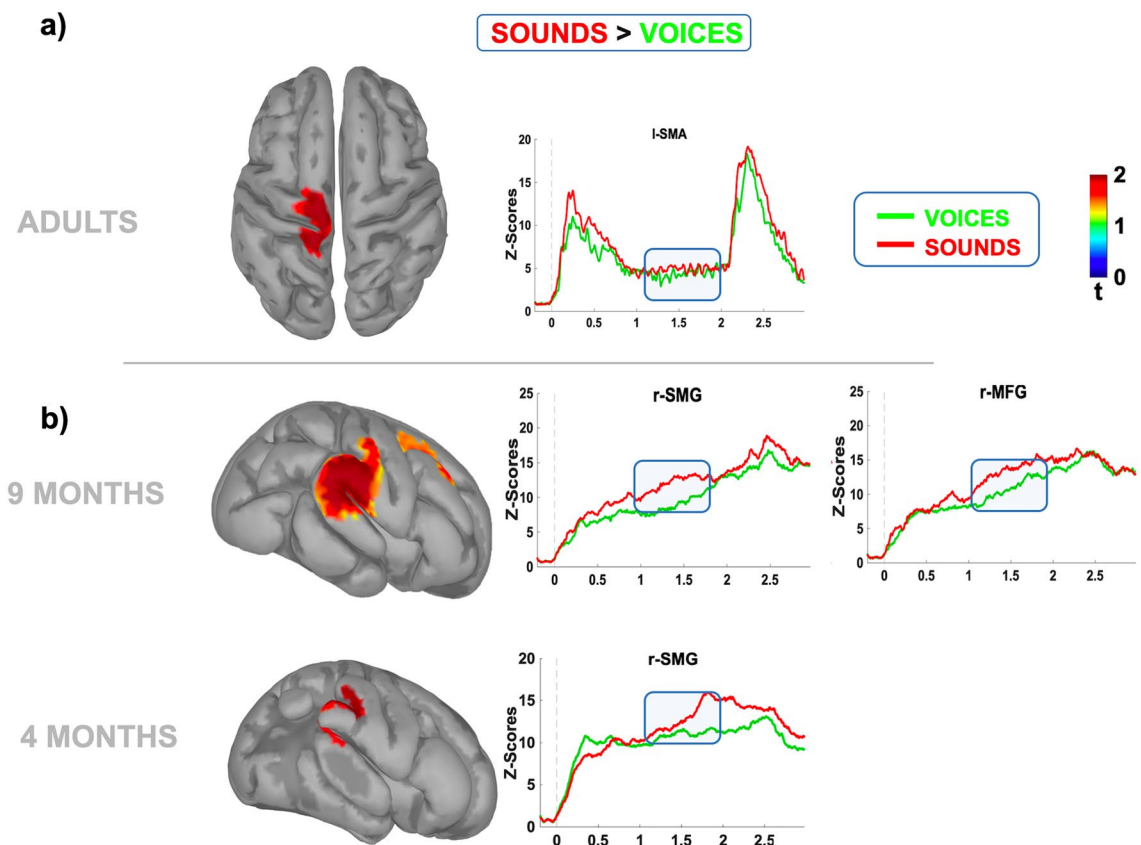 a)
SOUNDS > VOICES
l-SMA
ADULTS
Z-Scores
20
15
10
5
0
0 0.5 1 1.5 2 2.5
VOICES
SOUNDS
2
1
0
t
b)
9 MONTHS
r-SMG
Z-Scores
25
20
15
10
5
0
0 0.5 1 1.5 2 2.5
r-MFG
Z-Scores
25
20
15
10
5
0
0 0.5 1 1.5 2 2.5
4 MONTHS
r-SMG
Z-Scores
20
15
10
5
0
0 0.5 1 1.5 2 2.5